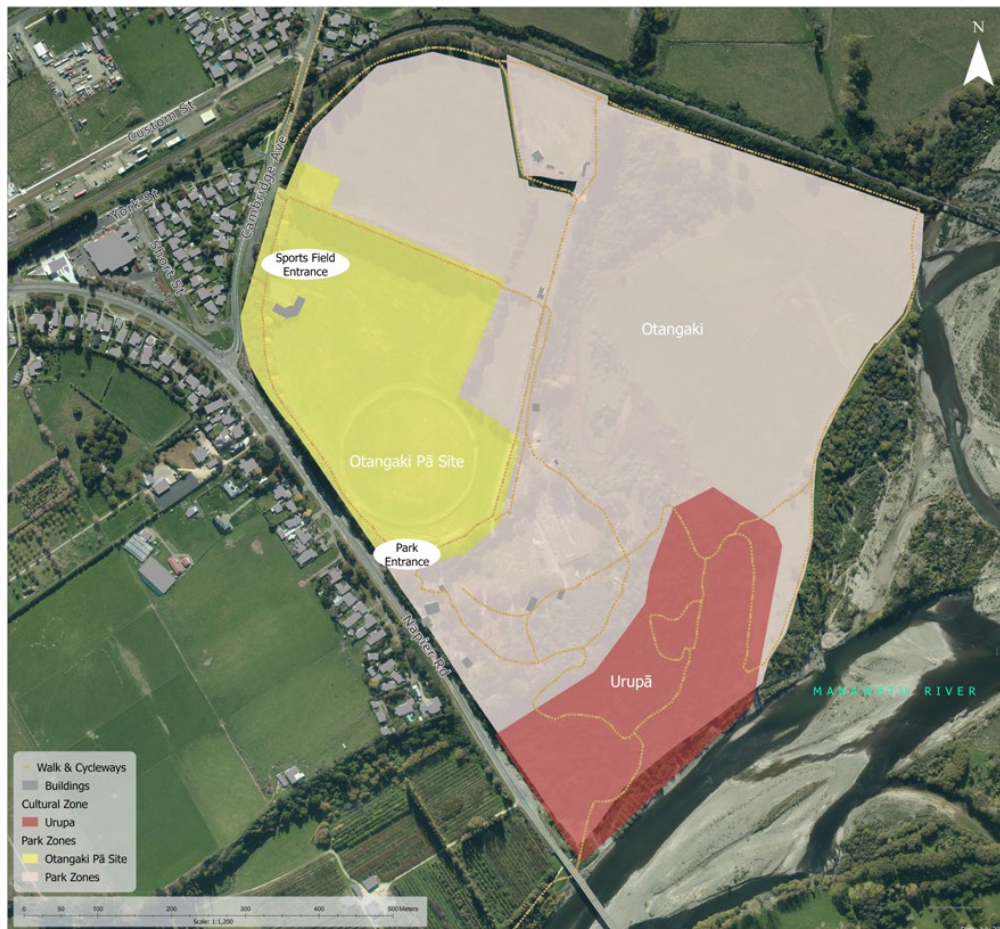 N
Custom St
York St
Short St
Cambridge Ave
Sports Field
Entrance
Otangaki
Otangaki Pā Site
Park
Entrance
Napier Rd
Urupā
MANAWATU RIVER
Walk & Cycleways
Buildings
Cultural Zone
Urupa
Park Zones
Otangaki Pā Site
Park Zones
0 50 100 200 300 400 500 Meters
Scale: 1:1,200